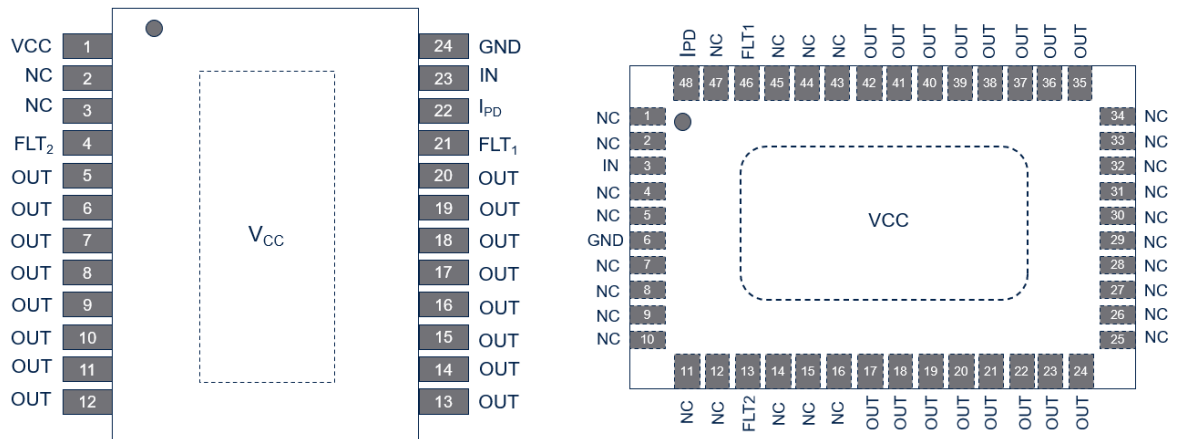 VCC 1
NC 2
NC 3
FLT2 4
OUT 5
OUT 6
OUT 7
OUT 8
OUT 9
OUT 10
OUT 11
OUT 12
VCC
24 GND
23 IN
22 IPD
21 FLT1
20 OUT
19 OUT
18 OUT
17 OUT
16 OUT
15 OUT
14 OUT
13 OUT
IPD NC FLT1 NC NC NC OUT OUT OUT OUT OUT OUT OUT OUT
48 47 46 45 44 43 42 41 40 39 38 37 36 35
NC 1
NC 2
IN 3
NC 4
NC 5
GND 6
NC 7
NC 8
NC 9
NC 10
VCC
34 NC
33 NC
32 NC
31 NC
30 NC
29 NC
28 NC
27 NC
26 NC
25 NC
11 12 13 14 15 16 17 18 19 20 21 22 23 24
NC NC FLT2 NC NC NC OUT OUT OUT OUT OUT OUT OUT OUT